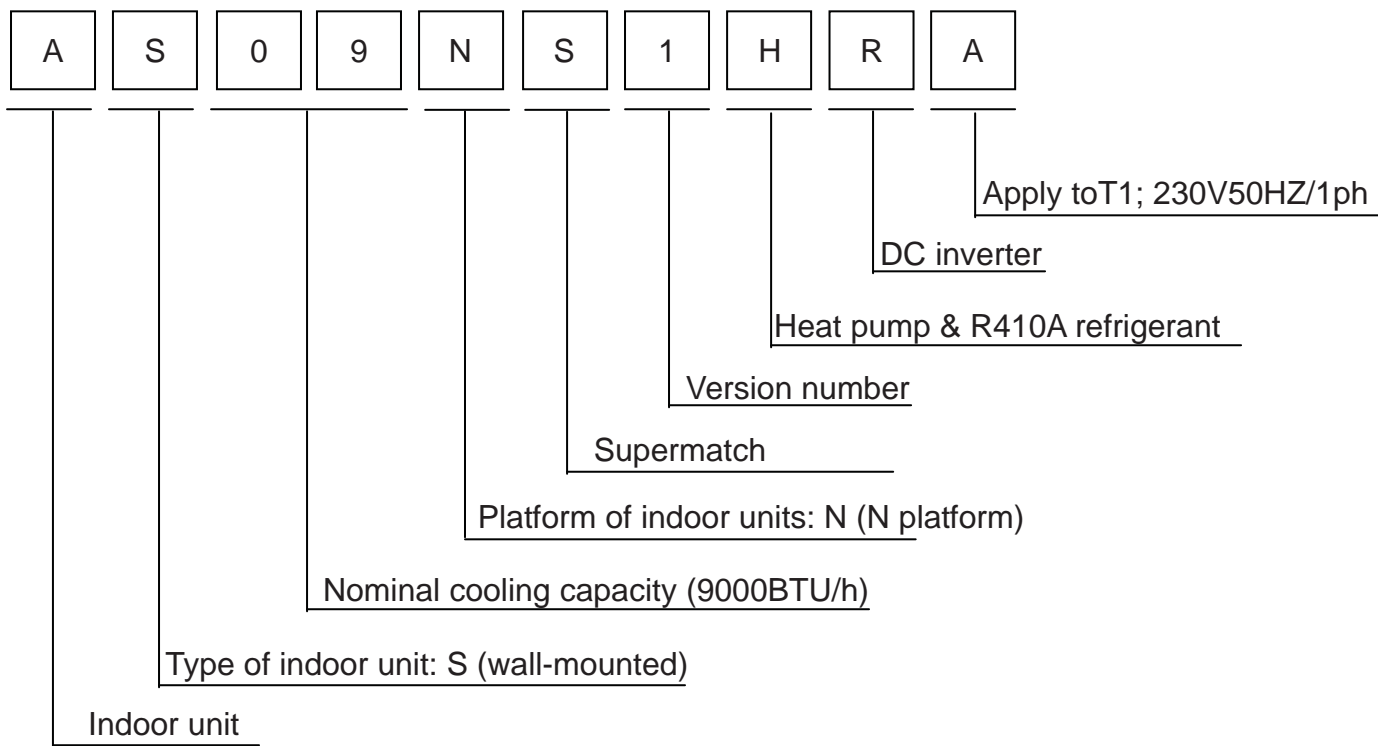 A S 0 9 N S 1 H R A
Apply toT1; 230V50HZ/1ph
DC inverter
Heat pump & R410A refrigerant
Version number
Supermatch
Platform of indoor units: N (N platform)
Nominal cooling capacity (9000BTU/h)
Type of indoor unit: S (wall-mounted)
Indoor unit